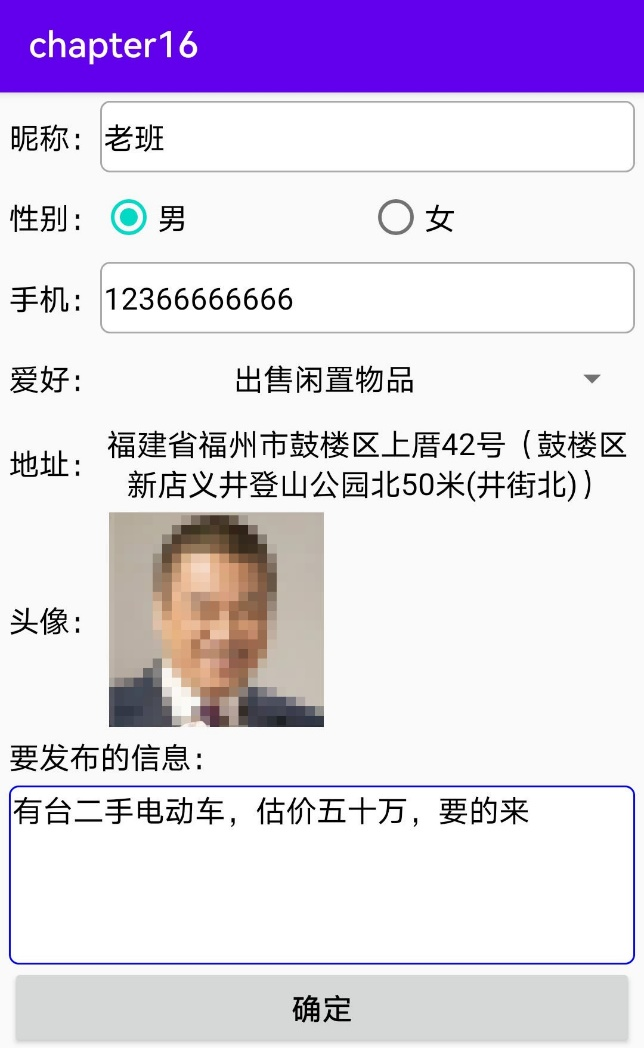 chapter16
昵称： 老班
性别： 男 女
手机： 12366666666
爱好： 出售闲置物品
地址： 福建省福州市鼓楼区上厝42号（鼓楼区
新店义井登山公园北50米(井街北)）
头像：
要发布的信息：
有台二手电动车，估价五十万，要的来
确定